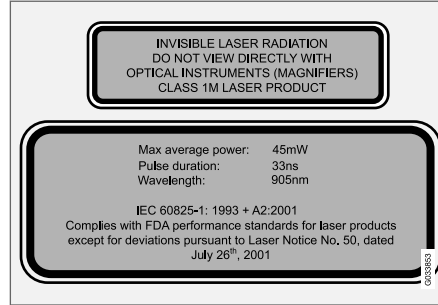 INVISIBLE LASER RADIATION
DO NOT VIEW DIRECTLY WITH
OPTICAL INSTRUMENTS (MAGNIFIERS)
CLASS 1M LASER PRODUCT
Max average power: 45mW
Pulse duration: 33ns
Wavelength: 905nm
IEC 60825-1: 1993 + A2:2001
Complies with FDA performance standards for laser products
except for deviations pursuant to Laser Notice No. 50, dated
July 26th, 2001
G033853